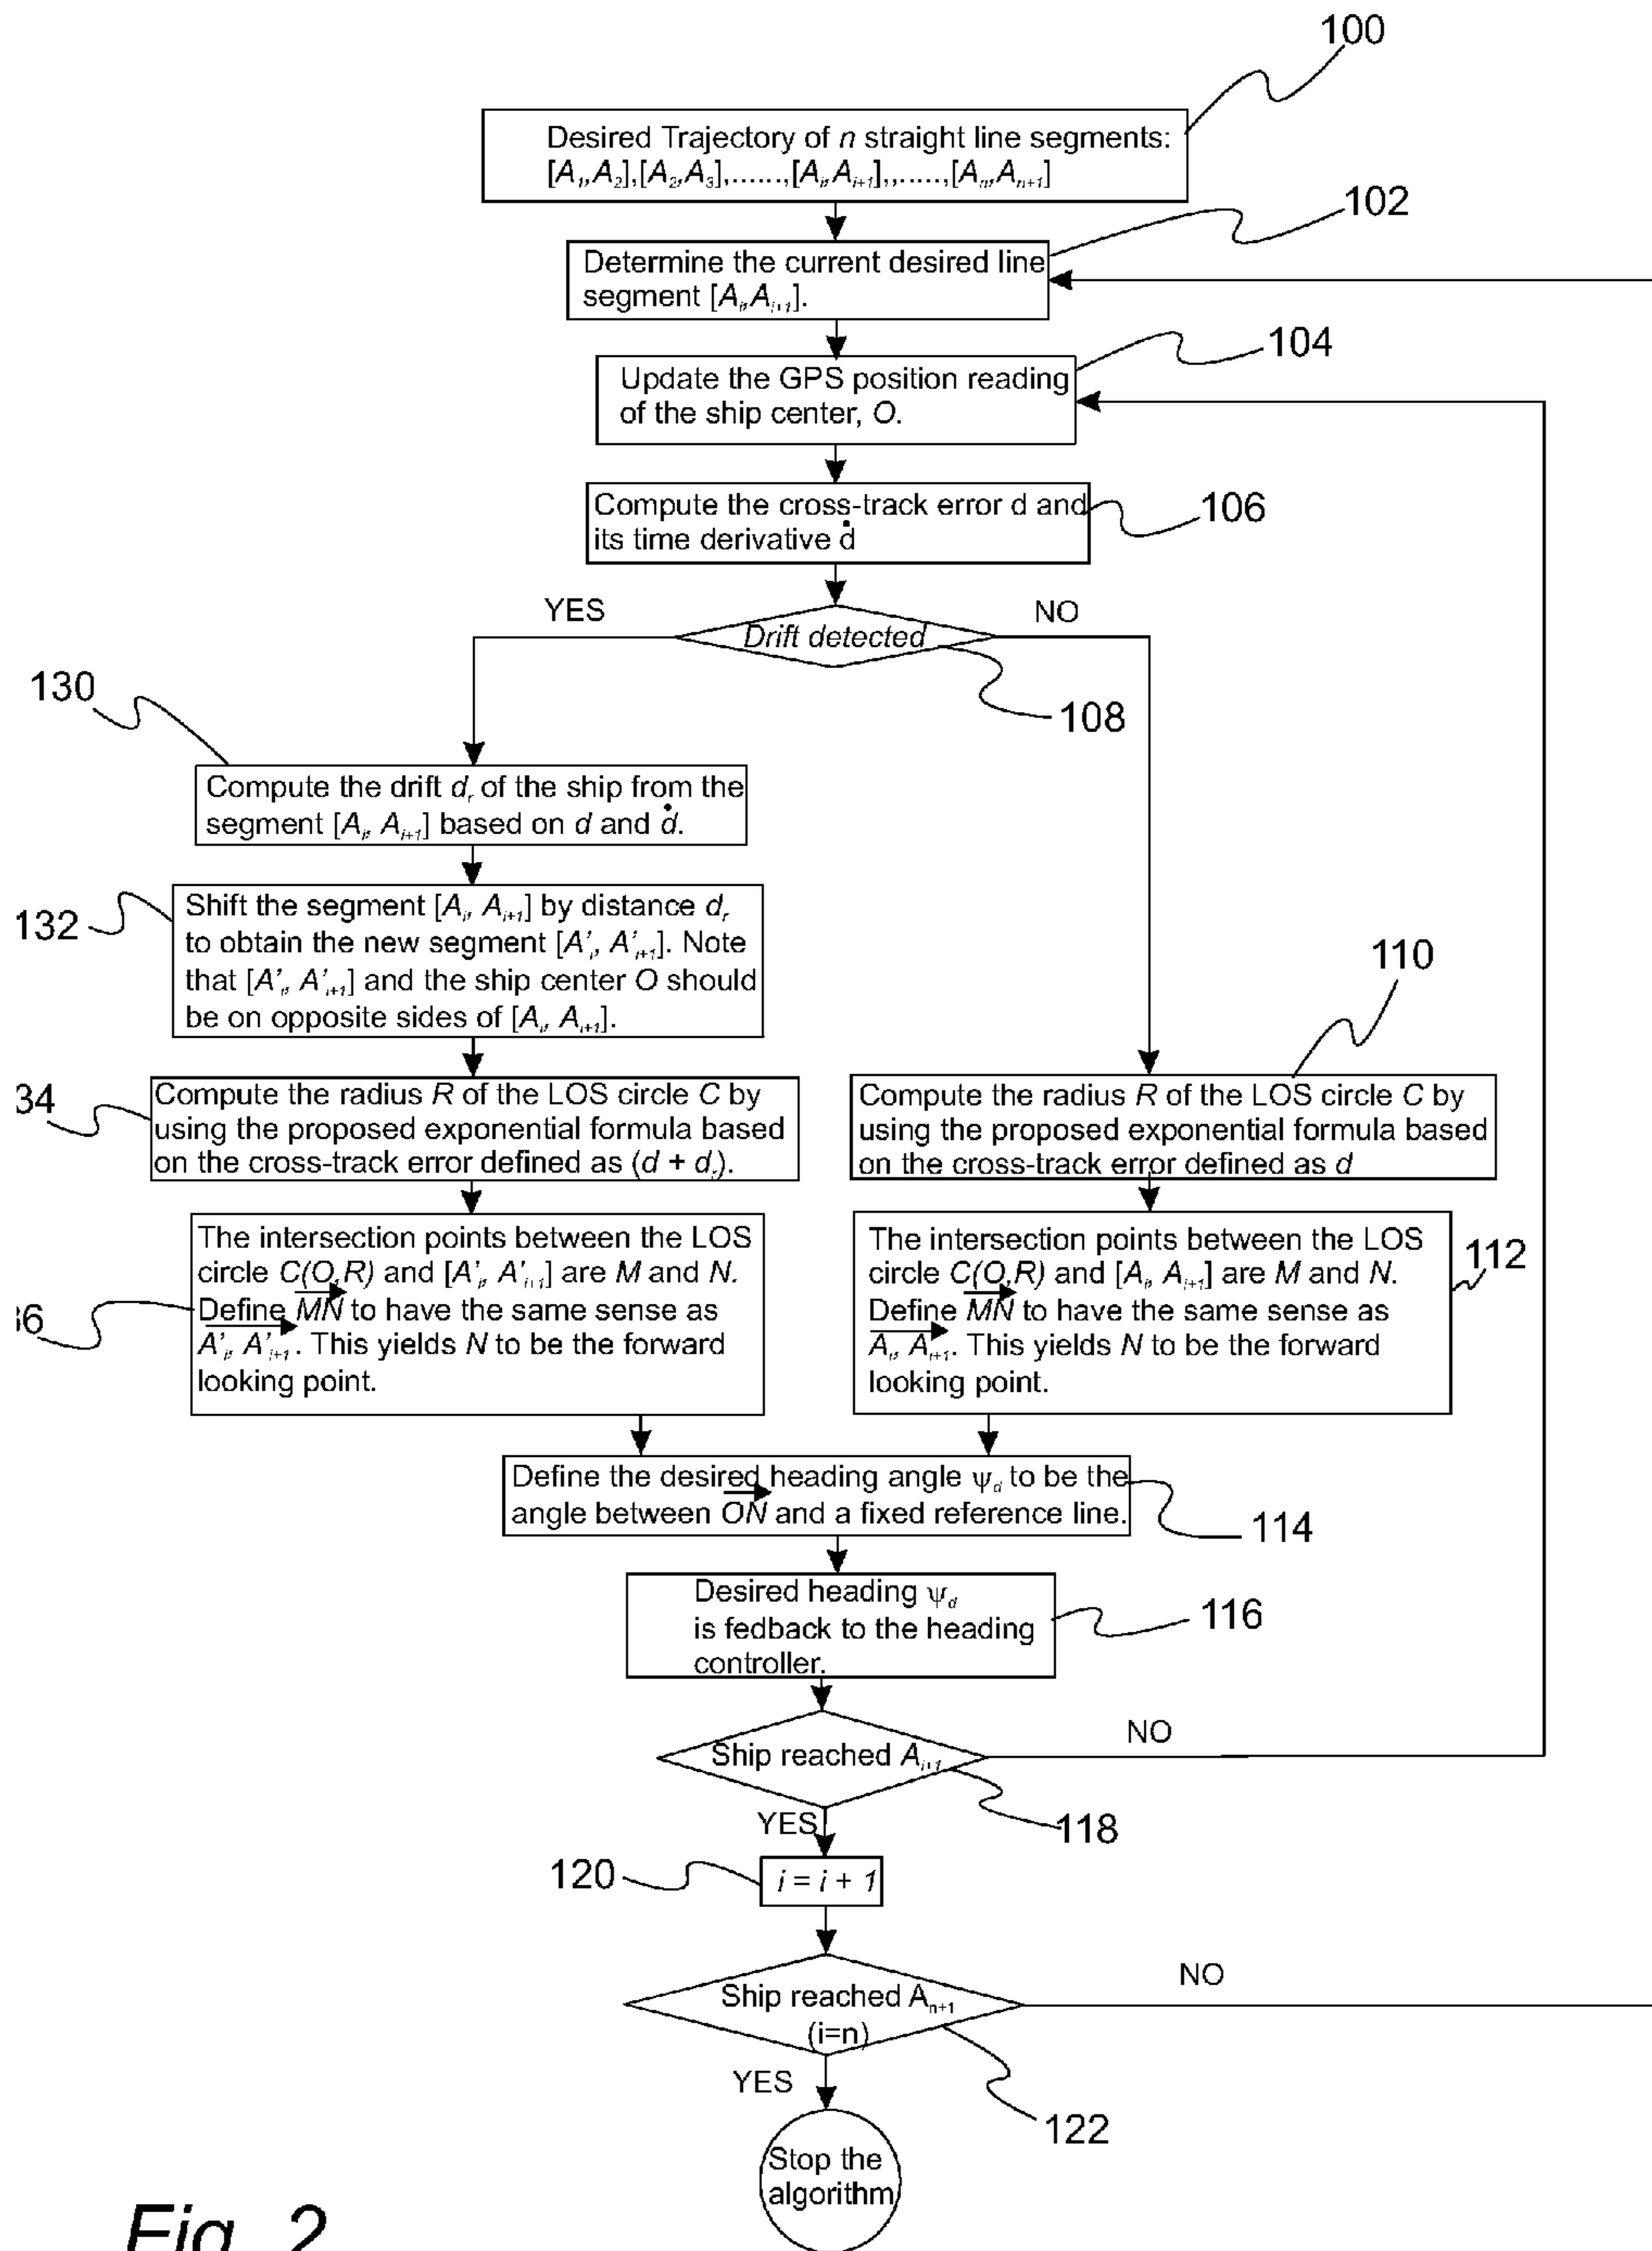 100
Desired Trajectory of n straight line segments:
[A₁,A₂],[A₂,A₃],......,[Aᵢ,Aᵢ₊₁],,.....,[Aₙ,Aₙ₊₁]
102
Determine the current desired line
segment [Aᵢ,Aᵢ₊₁].
104
Update the GPS position reading
of the ship center, O.
106
Compute the cross-track error d and
its time derivative ḋ
YES
NO
Drift detected
108
130
Compute the drift dᵣ of the ship from the
segment [Aᵢ, Aᵢ₊₁] based on d and ḋ.
132
Shift the segment [Aᵢ, Aᵢ₊₁] by distance dᵣ
to obtain the new segment [A'ᵢ, A'ᵢ₊₁]. Note
that [A'ᵢ, A'ᵢ₊₁] and the ship center O should
be on opposite sides of [Aᵢ, Aᵢ₊₁].
110
34
Compute the radius R of the LOS circle C by
using the proposed exponential formula based
on the cross-track error defined as (d + dᵣ).
Compute the radius R of the LOS circle C by
using the proposed exponential formula based
on the cross-track error defined as d
36
The intersection points between the LOS
circle C(O,R) and [A'ᵢ, A'ᵢ₊₁] are M and N.
Define MN to have the same sense as
A'ᵢ, A'ᵢ₊₁. This yields N to be the forward
looking point.
112
The intersection points between the LOS
circle C(O,R) and [Aᵢ, Aᵢ₊₁] are M and N.
Define MN to have the same sense as
Aᵢ, Aᵢ₊₁. This yields N to be the forward
looking point.
Define the desired heading angle ψd to be the
angle between ON and a fixed reference line.
114
Desired heading ψd
is fedback to the heading
controller.
116
Ship reached Aᵢ₊₁
NO
118
YES
120
i = i + 1
Ship reached Aₙ₊₁
(i=n)
NO
YES
122
Stop the
algorithm
Fig. 2